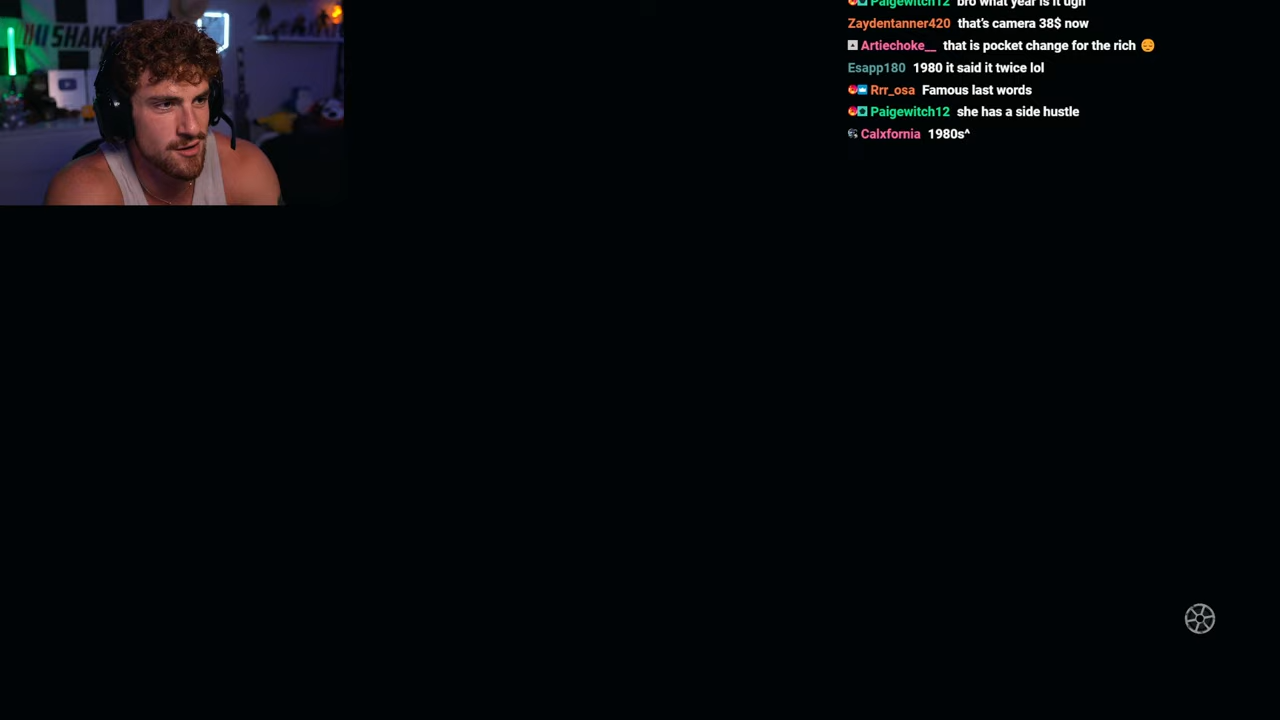 HI SHAKE
Paigewitch12 bro what year is it ugh
Zaydentanner420 that's camera 38$ now
Artiechoke__ that is pocket change for the rich 😔
Esapp180 1980 it said it twice lol
Rrr_osa Famous last words
Paigewitch12 she has a side hustle
Calxfornia 1980s^